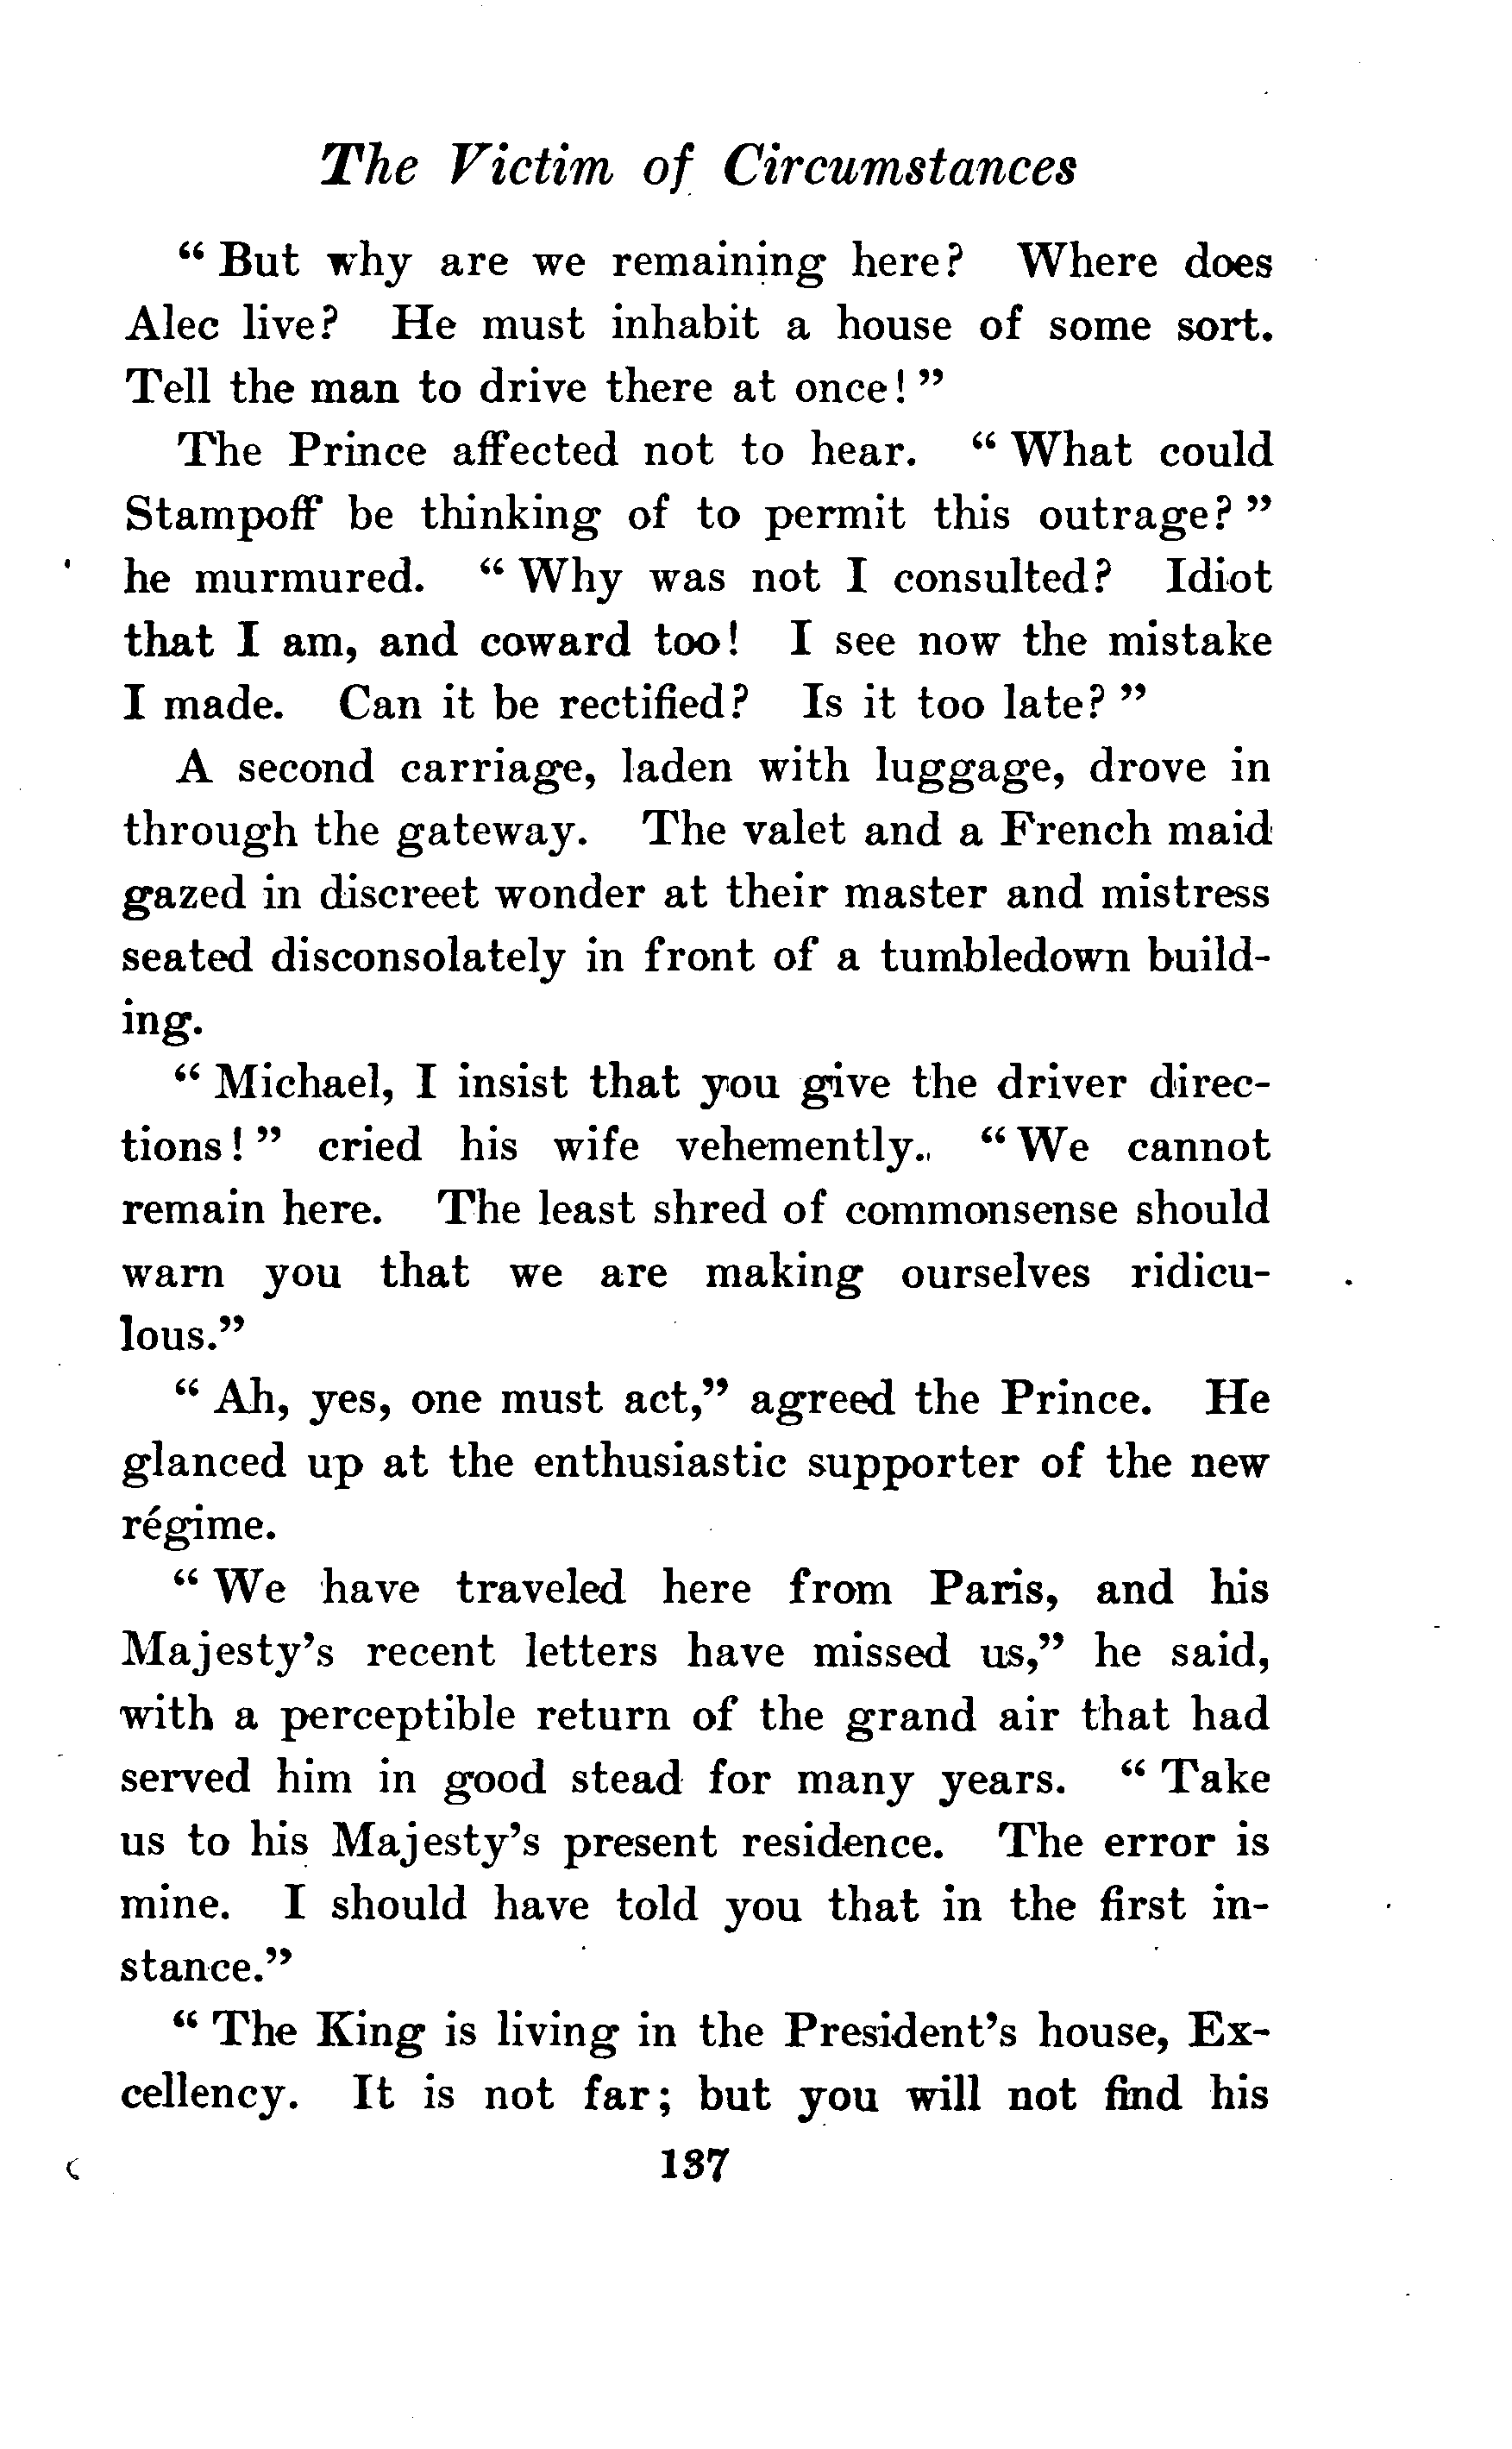 The Victim of Circumstances
“ But why are we remaining here? Where does
Alec live? He must inhabit a house of some sort.
Tell the man to drive there at once! ”
The Prince affected not to hear. “ What could
Stampoff be thinking of to permit this outrage? ”
he murmured. “ Why was not I consulted? Idiot
that I am, and coward too! I see now the mistake
I made. Can it be rectified? Is it too late? ”
A second carriage, laden with luggage, drove in
through the gateway. The valet and a French maid
gazed in discreet wonder at their master and mistress
seated disconsolately in front of a tumbledown build-
ing.
“ Michael, I insist that you give the driver direc-
tions! ” cried his wife vehemently. “ We cannot
remain here. The least shred of commonsense should
warn you that we are making ourselves ridicu-
lous.”
“ Ah, yes, one must act,” agreed the Prince. He
glanced up at the enthusiastic supporter of the new
régime.
“ We have traveled here from Paris, and his
Majesty’s recent letters have missed us,” he said,
with a perceptible return of the grand air that had
served him in good stead for many years. “ Take
us to his Majesty’s present residence. The error is
mine. I should have told you that in the first in-
stance.”
“ The King is living in the President’s house, Ex-
cellency. It is not far; but you will not find his
137